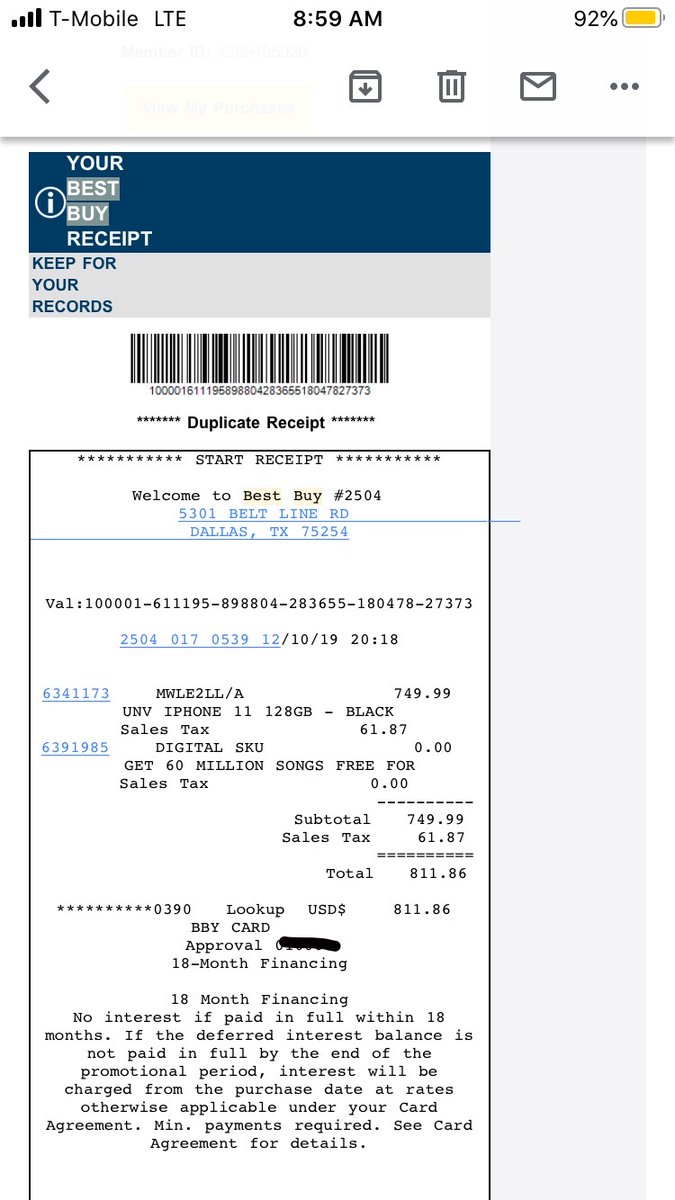 T-Mobile LTE 8:59 AM 92%
Member ID: 4369466920
View My Purchases
YOUR
BEST
BUY
RECEIPT
KEEP FOR
YOUR
RECORDS
1000016111958988042836551804782​7373
******* Duplicate Receipt *******
*********** START RECEIPT ***********
Welcome to Best Buy #2504
5301 BELT LINE RD
DALLAS, TX 75254
Val:100001-611195-898804-283655-180478-27373
2504 017 0539 12/10/19 20:18
6341173 MWLE2LL/A 749.99
UNV IPHONE 11 128GB - BLACK
Sales Tax 61.87
6391985 DIGITAL SKU 0.00
GET 60 MILLION SONGS FREE FOR
Sales Tax 0.00
----------
Subtotal 749.99
Sales Tax 61.87
==========
Total 811.86
**********0390 Lookup USD$ 811.86
BBY CARD
Approval
18-Month Financing
18 Month Financing
No interest if paid in full within 18
months. If the deferred interest balance is
not paid in full by the end of the
promotional period, interest will be
charged from the purchase date at rates
otherwise applicable under your Card
Agreement. Min. payments required. See Card
Agreement for details.